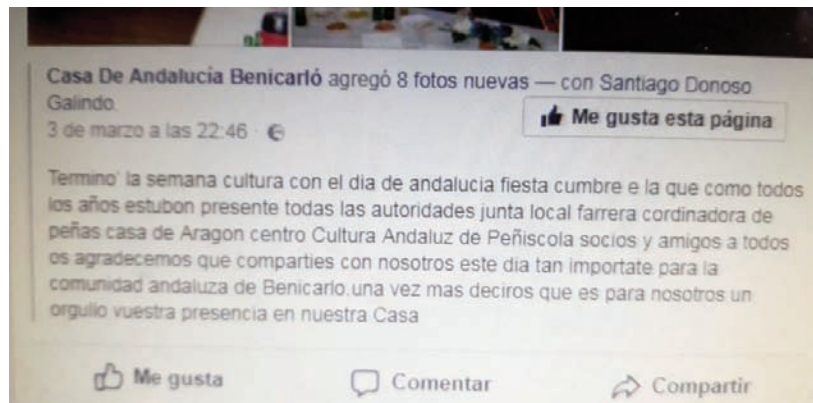 Casa De Andalucia Benicarló agregó 8 fotos nuevas — con Santiago Donoso
Galindo.
Me gusta esta página
3 de marzo a las 22:46 ·
Termino' la semana cultura con el dia de andalucia fiesta cumbre e la que como todos
los años estubon presente todas las autoridades junta local farrera cordinadora de
peñas casa de Aragon centro Cultura Andaluz de Peñiscola socios y amigos a todos
os agradecemos que comparties con nosotros este dia tan importate para la
comunidad andaluza de Benicarlo.una vez mas deciros que es para nosotros un
orgullo vuestra presencia en nuestra Casa
Me gusta
Comentar
Compartir